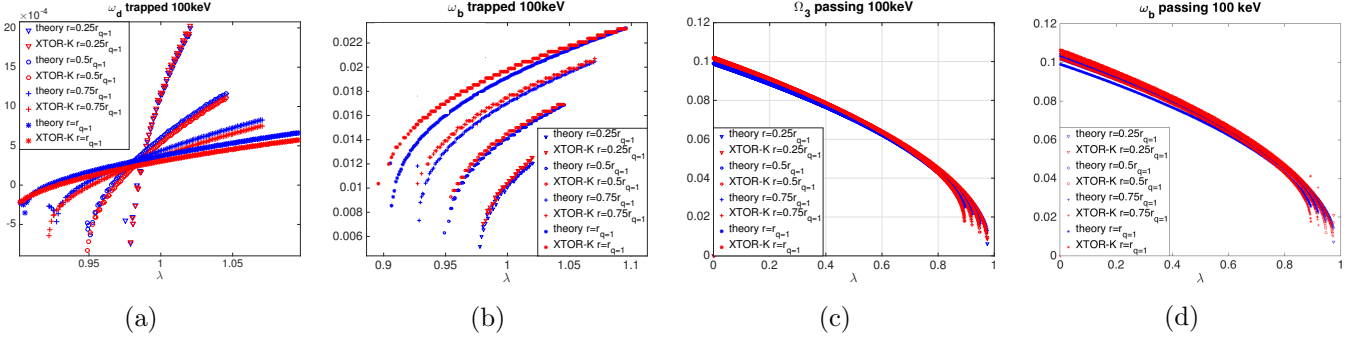 ω_d trapped 100keV
20 ×10^-4
15
10
5
0
-5
0.95 1 1.05
λ
theory r=0.25r_q=1
XTOR-K r=0.25r_q=1
theory r=0.5r_q=1
XTOR-K r=0.5r_q=1
theory r=0.75r_q=1
XTOR-K r=0.75r_q=1
theory r=r_q=1
XTOR-K r=r_q=1
(a)
ω_b trapped 100keV
0.022
0.02
0.018
0.016
0.014
0.012
0.01
0.008
0.006
0.9 0.95 1 1.05 1.1
λ
theory r=0.25r_q=1
XTOR-K r=0.25r_q=1
theory r=0.5r_q=1
XTOR-K r=0.5r_q=1
theory r=0.75r_q=1
XTOR-K r=0.75r_q=1
theory r=r_q=1
XTOR-K r=r_q=1
(b)
Ω_3 passing 100keV
0.12
0.1
0.08
0.06
0.04
0.02
0
0 0.2 0.4 0.6 0.8 1
λ
theory r=0.25r_q=1
XTOR-K r=0.25r_q=1
theory r=0.5r_q=1
XTOR-K r=0.5r_q=1
theory r=0.75r_q=1
XTOR-K r=0.75r_q=1
theory r=r_q=1
XTOR-K r=r_q=1
(c)
ω_b passing 100 keV
0.12
0.1
0.08
0.06
0.04
0.02
0
0 0.2 0.4 0.6 0.8 1
λ
theory r=0.25r_q=1
XTOR-K r=0.25r_q=1
theory r=0.5r_q=1
XTOR-K r=0.5r_q=1
theory r=0.75r_q=1
XTOR-K r=0.75r_q=1
theory r=r_q=1
XTOR-K r=r_q=1
(d)